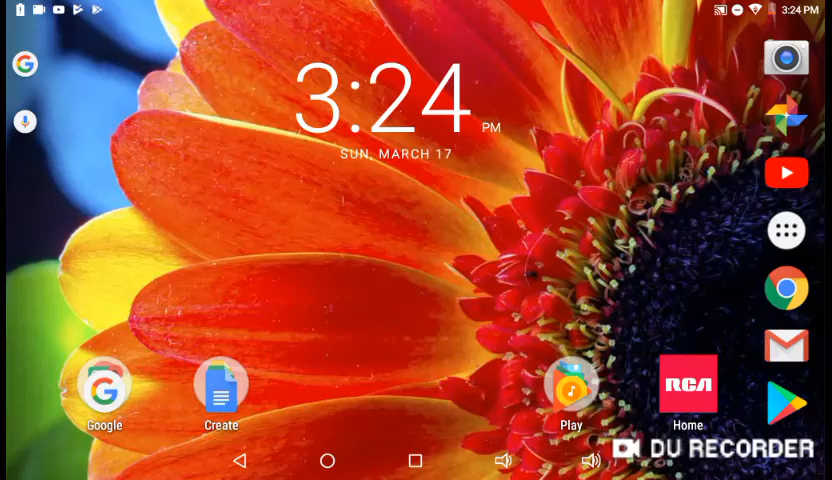 3:24 PM
3:24 PM
SUN, MARCH 17
RCA
Google
Create
Play
Home
DU RECORDER